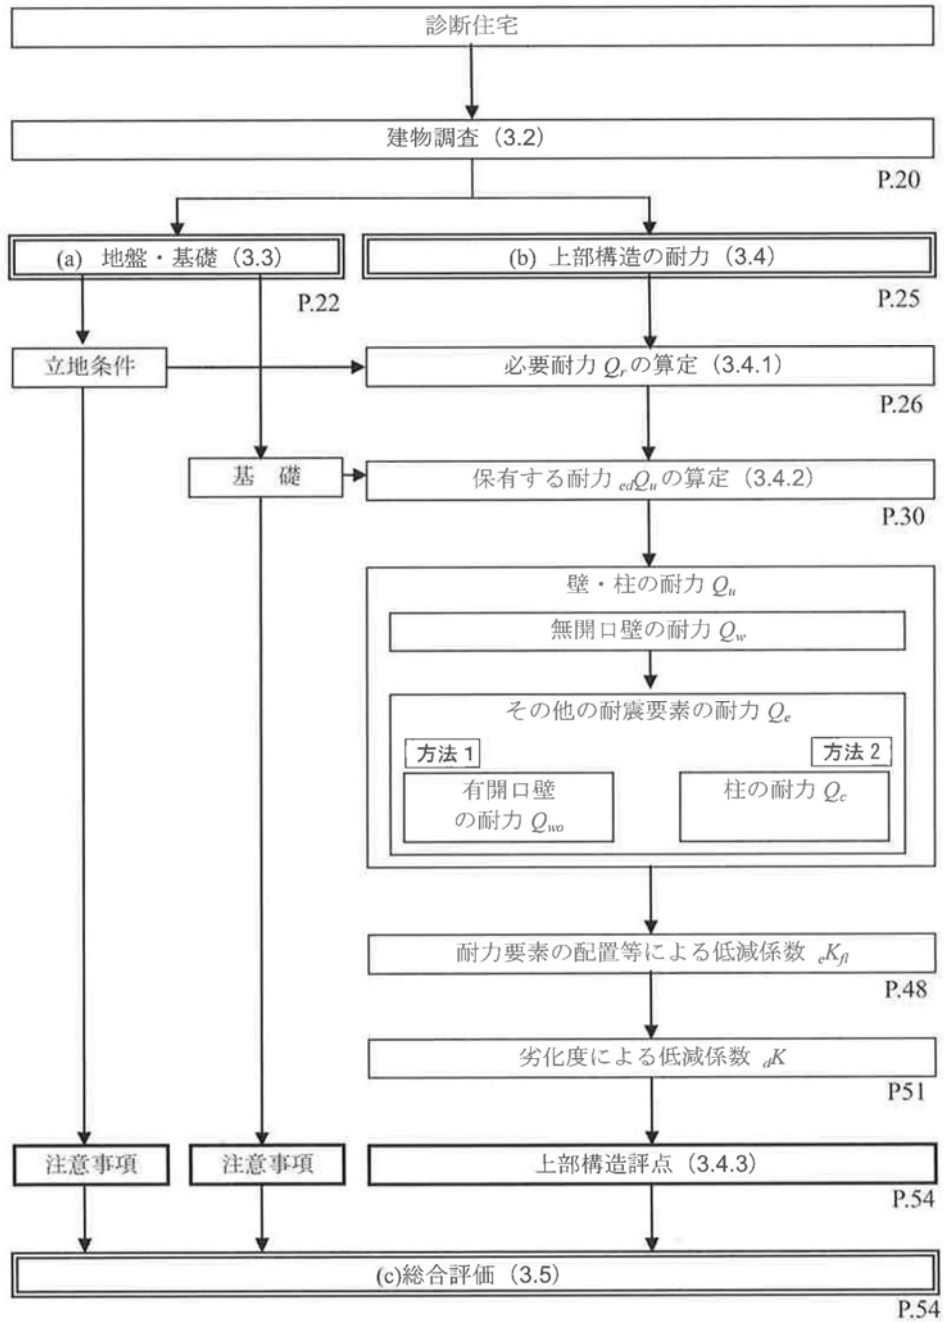 診断住宅
建物調査（3.2）
P.20
(a) 地盤・基礎（3.3）
(b) 上部構造の耐力（3.4）
P.22
P.25
立地条件
必要耐力 Qr の算定（3.4.1）
P.26
基 礎
保有する耐力 edQu の算定（3.4.2）
P.30
壁・柱の耐力 Qu
無開口壁の耐力 Qw
その他の耐震要素の耐力 Qe
方法 1
方法 2
有開口壁
の耐力 Qwo
柱の耐力 Qc
耐力要素の配置等による低減係数 eKfl
P.48
劣化度による低減係数 dK
P51
注意事項
注意事項
上部構造評点（3.4.3）
P.54
(c)総合評価（3.5）
P.54